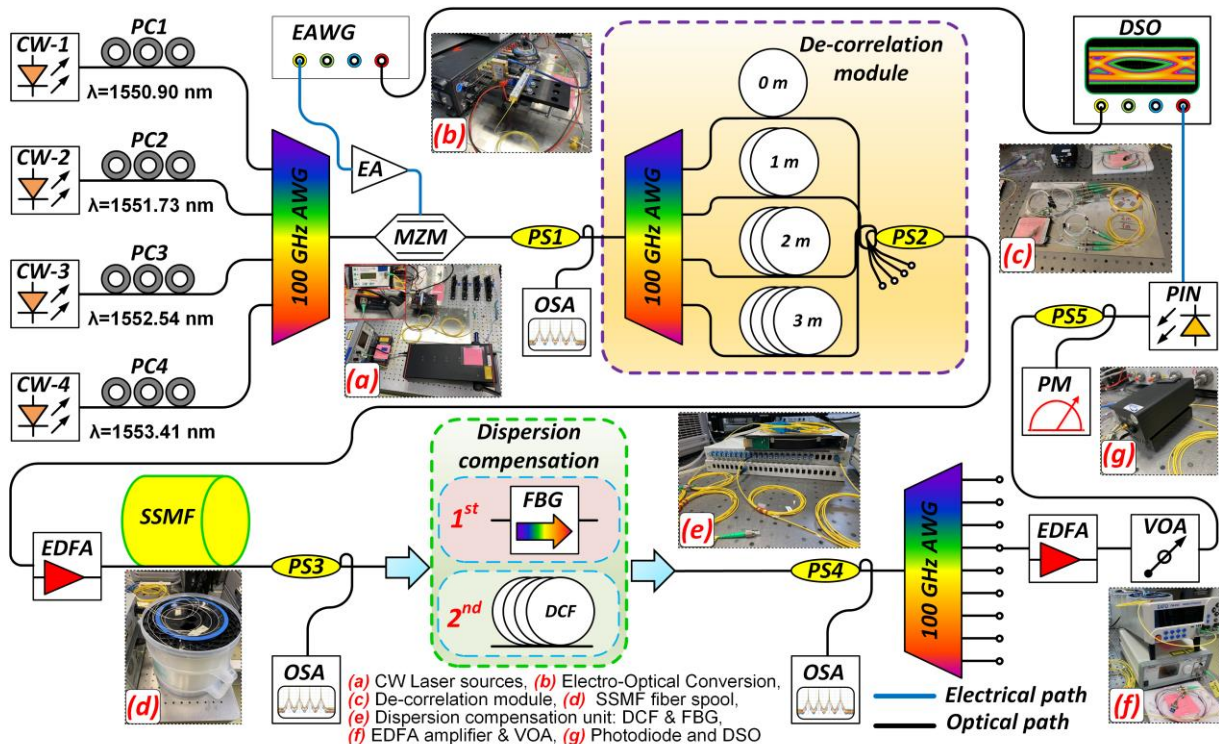 CW-1
PC1
λ=1550.90 nm
CW-2
PC2
λ=1551.73 nm
CW-3
PC3
λ=1552.54 nm
CW-4
PC4
λ=1553.41 nm
100 GHz AWG
EAWG
EA
MZM
(a)
(b)
PS1
OSA
De-correlation
module
100 GHz AWG
0 m
1 m
2 m
3 m
PS2
DSO
(c)
PIN
PS5
PM
(g)
EDFA
SSMF
(d)
PS3
OSA
Dispersion
compensation
1st
FBG
2nd
DCF
(e)
PS4
OSA
100 GHz AWG
EDFA
VOA
(f)
(a) CW Laser sources, (b) Electro-Optical Conversion,
(c) De-correlation module, (d) SSMF fiber spool,
(e) Dispersion compensation unit: DCF & FBG,
(f) EDFA amplifier & VOA, (g) Photodiode and DSO
Electrical path
Optical path